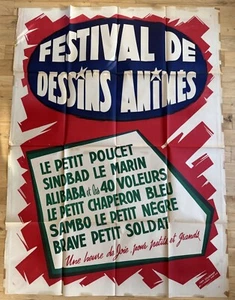 FESTIVAL DE
DESSINS ANIMÉS
LE PETIT POUCET
SINDBAD LE MARIN
ALIBABA et les 40 VOLEURS
LE PETIT CHAPERON BLEU
SAMBO LE PETIT NEGRE
BRAVE PETIT SOLDAT
Une heure de Joie pour petits et Grands,